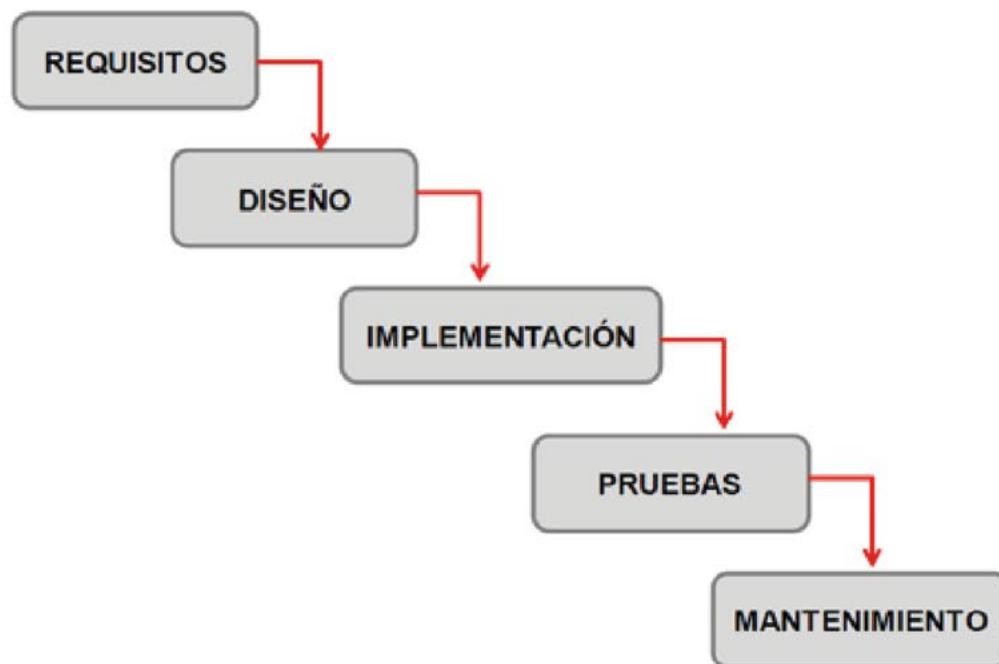 REQUISITOS
DISEÑO
IMPLEMENTACIÓN
PRUEBAS
MANTENIMIENTO